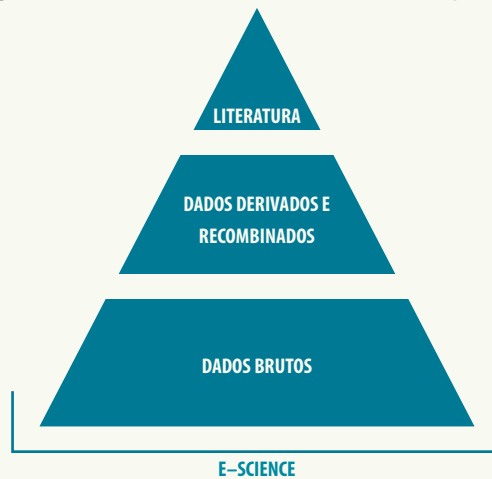 LITERATURA
DADOS DERIVADOS E
RECOMBINADOS
DADOS BRUTOS
E–SCIENCE